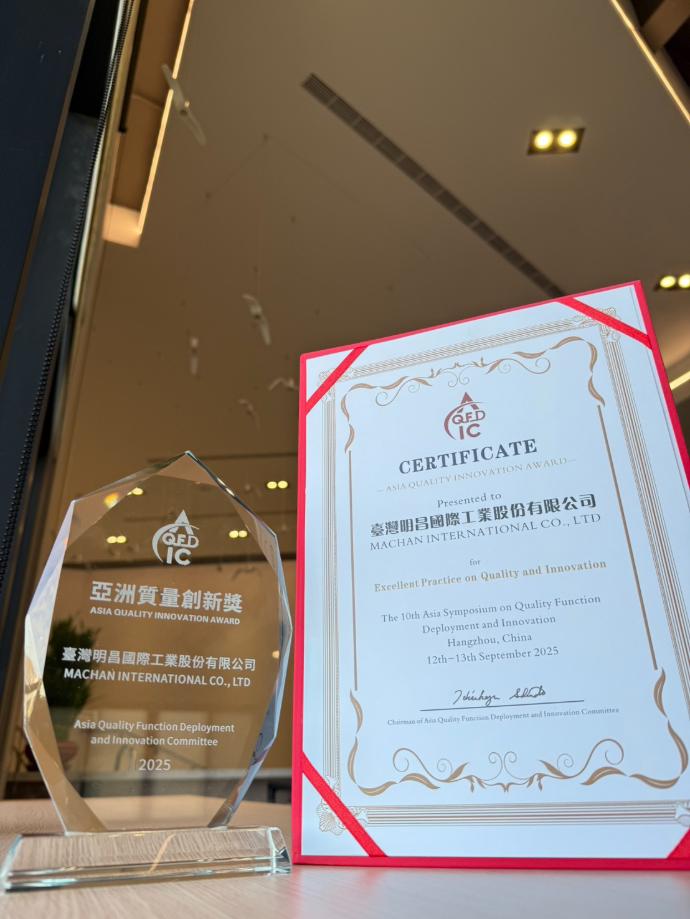 QFD
IC
亞洲質量創新獎
ASIA QUALITY INNOVATION AWARD
臺灣明昌國際工業股份有限公司
MACHAN INTERNATIONAL CO., LTD
Asia Quality Function Deployment
and Innovation Committee
2025
QFD
IC
CERTIFICATE
ASIA QUALITY INNOVATION AWARD
Presented to
臺灣明昌國際工業股份有限公司
MACHAN INTERNATIONAL CO., LTD
for
Excellent Practice on Quality and Innovation
The 10th Asia Symposium on Quality Function
Deployment and Innovation
Hangzhou, China
12th-13th September 2025
Chairman of Asia Quality Function Deployment and Innovation Committee